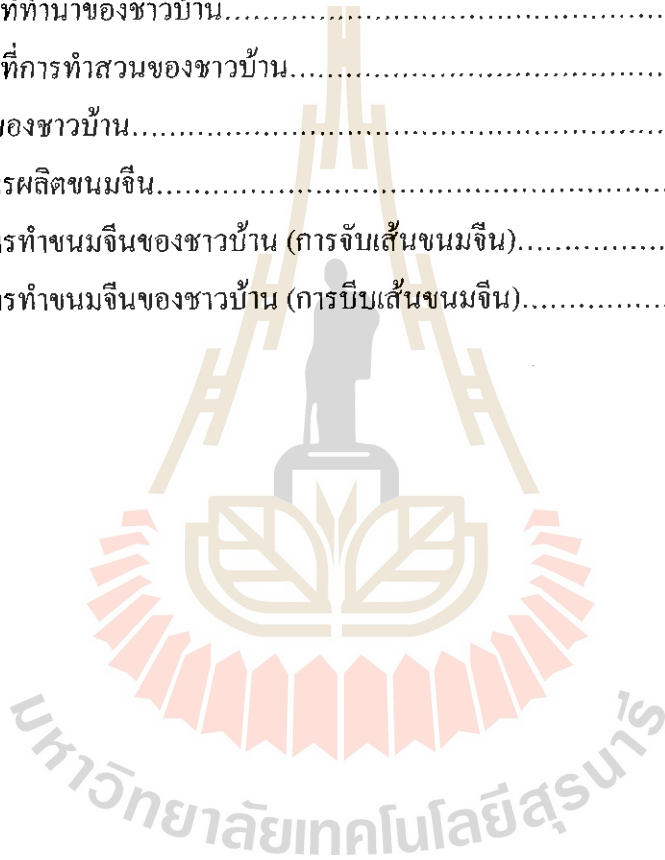 ที่ทำนาของชาวบ้าน........................................
ที่การทำสวนของชาวบ้าน........................................
ของชาวบ้าน........................................
รผลิตขนมจีน........................................
ารทำขนมจีนของชาวบ้าน (การจับเส้นขนมจีน)................
ารทำขนมจีนของชาวบ้าน (การบีบเส้นขนมจีน)................
มหาวิทยาลัยเทคโนโลยีสุรนารี